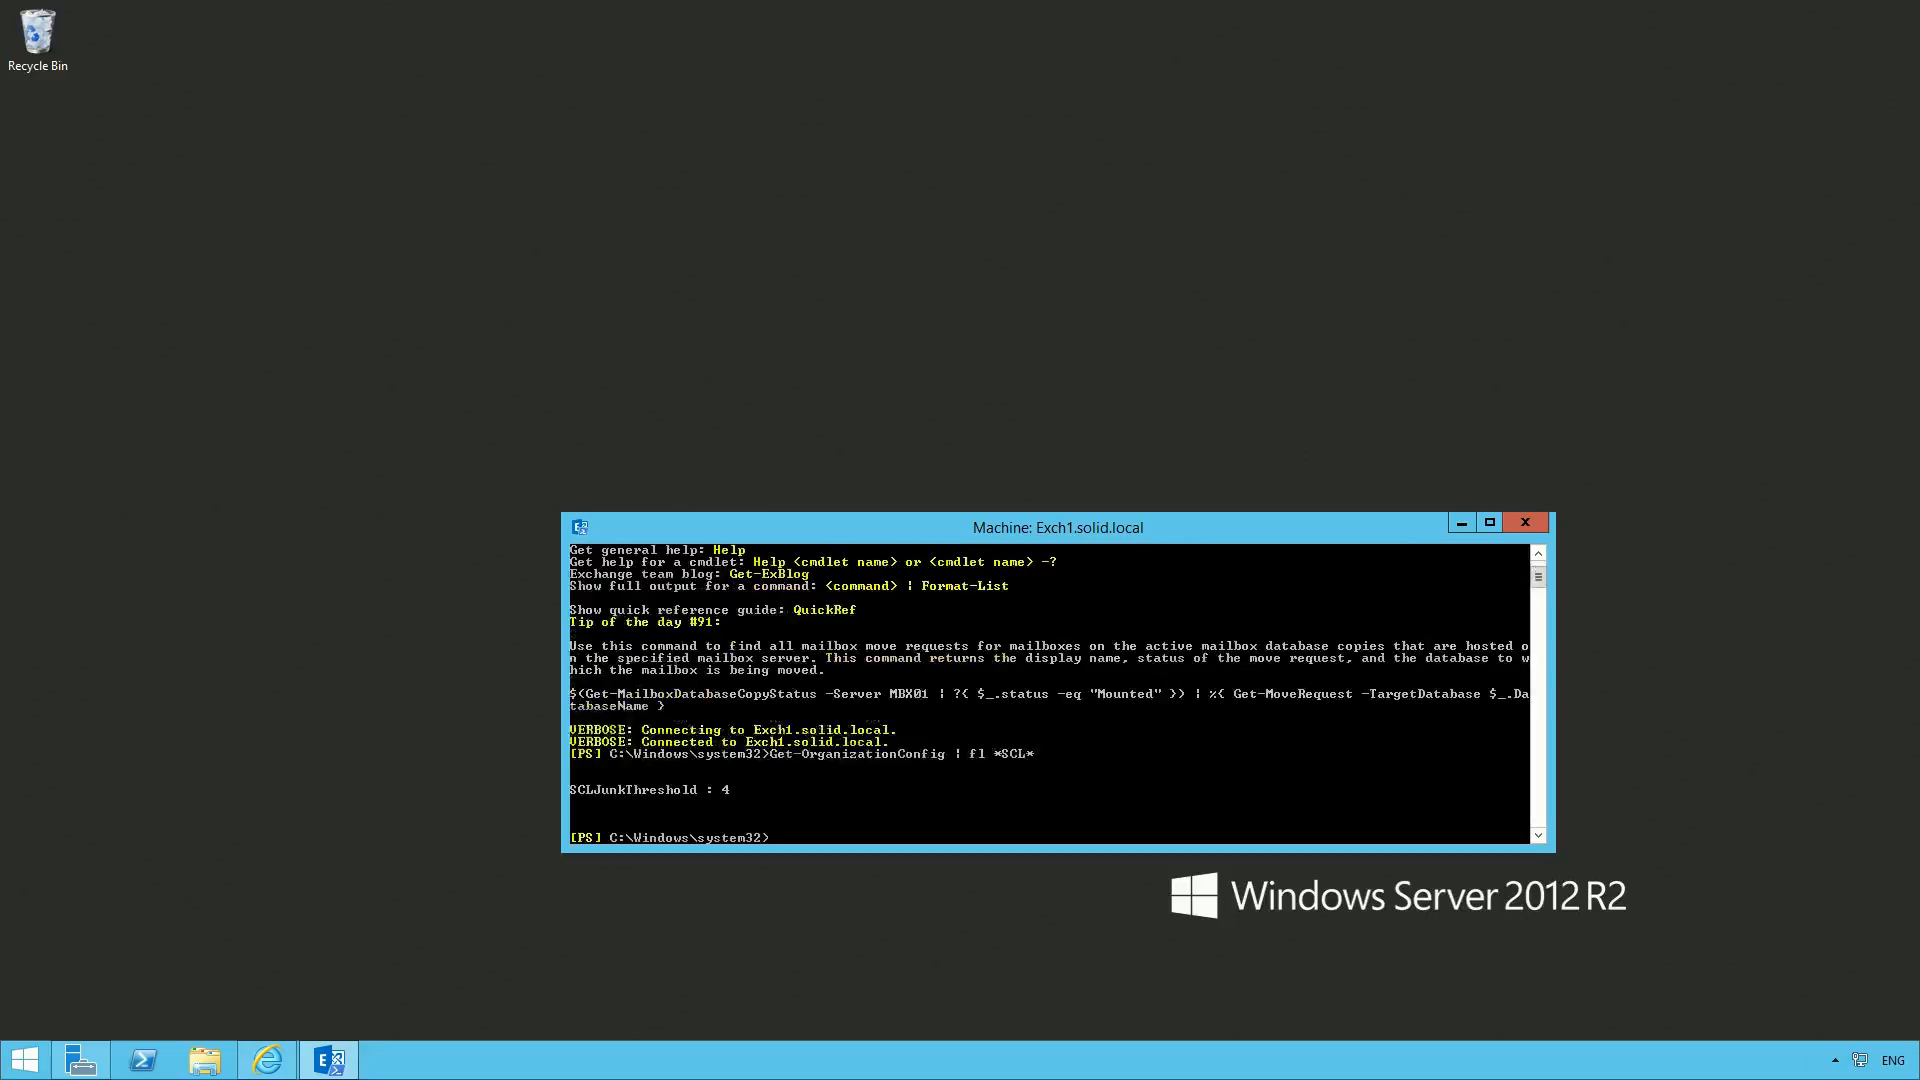 Recycle Bin
Machine: Exch1.solid.local
Get general help: Help
Get help for a cmdlet: Help <cmdlet name> or <cmdlet name> -?
Exchange team blog: Get-ExBlog
Show full output for a command: <command> | Format-List
Show quick reference guide: QuickRef
Tip of the day #91:
Use this command to find all mailbox move requests for mailboxes on the active mailbox database copies that are hosted o
n the specified mailbox server. This command returns the display name, status of the move request, and the database to w
hich the mailbox is being moved.
$(Get-MailboxDatabaseCopyStatus -Server MBX01 | ?{ $_.status -eq "Mounted" }) | %{ Get-MoveRequest -TargetDatabase $_.Da
tabaseName }
VERBOSE: Connecting to Exch1.solid.local.
VERBOSE: Connected to Exch1.solid.local.
[PS] C:\Windows\system32>Get-OrganizationConfig | fl *SCL*
SCLJunkThreshold : 4
[PS] C:\Windows\system32>
Windows Server 2012 R2
ENG